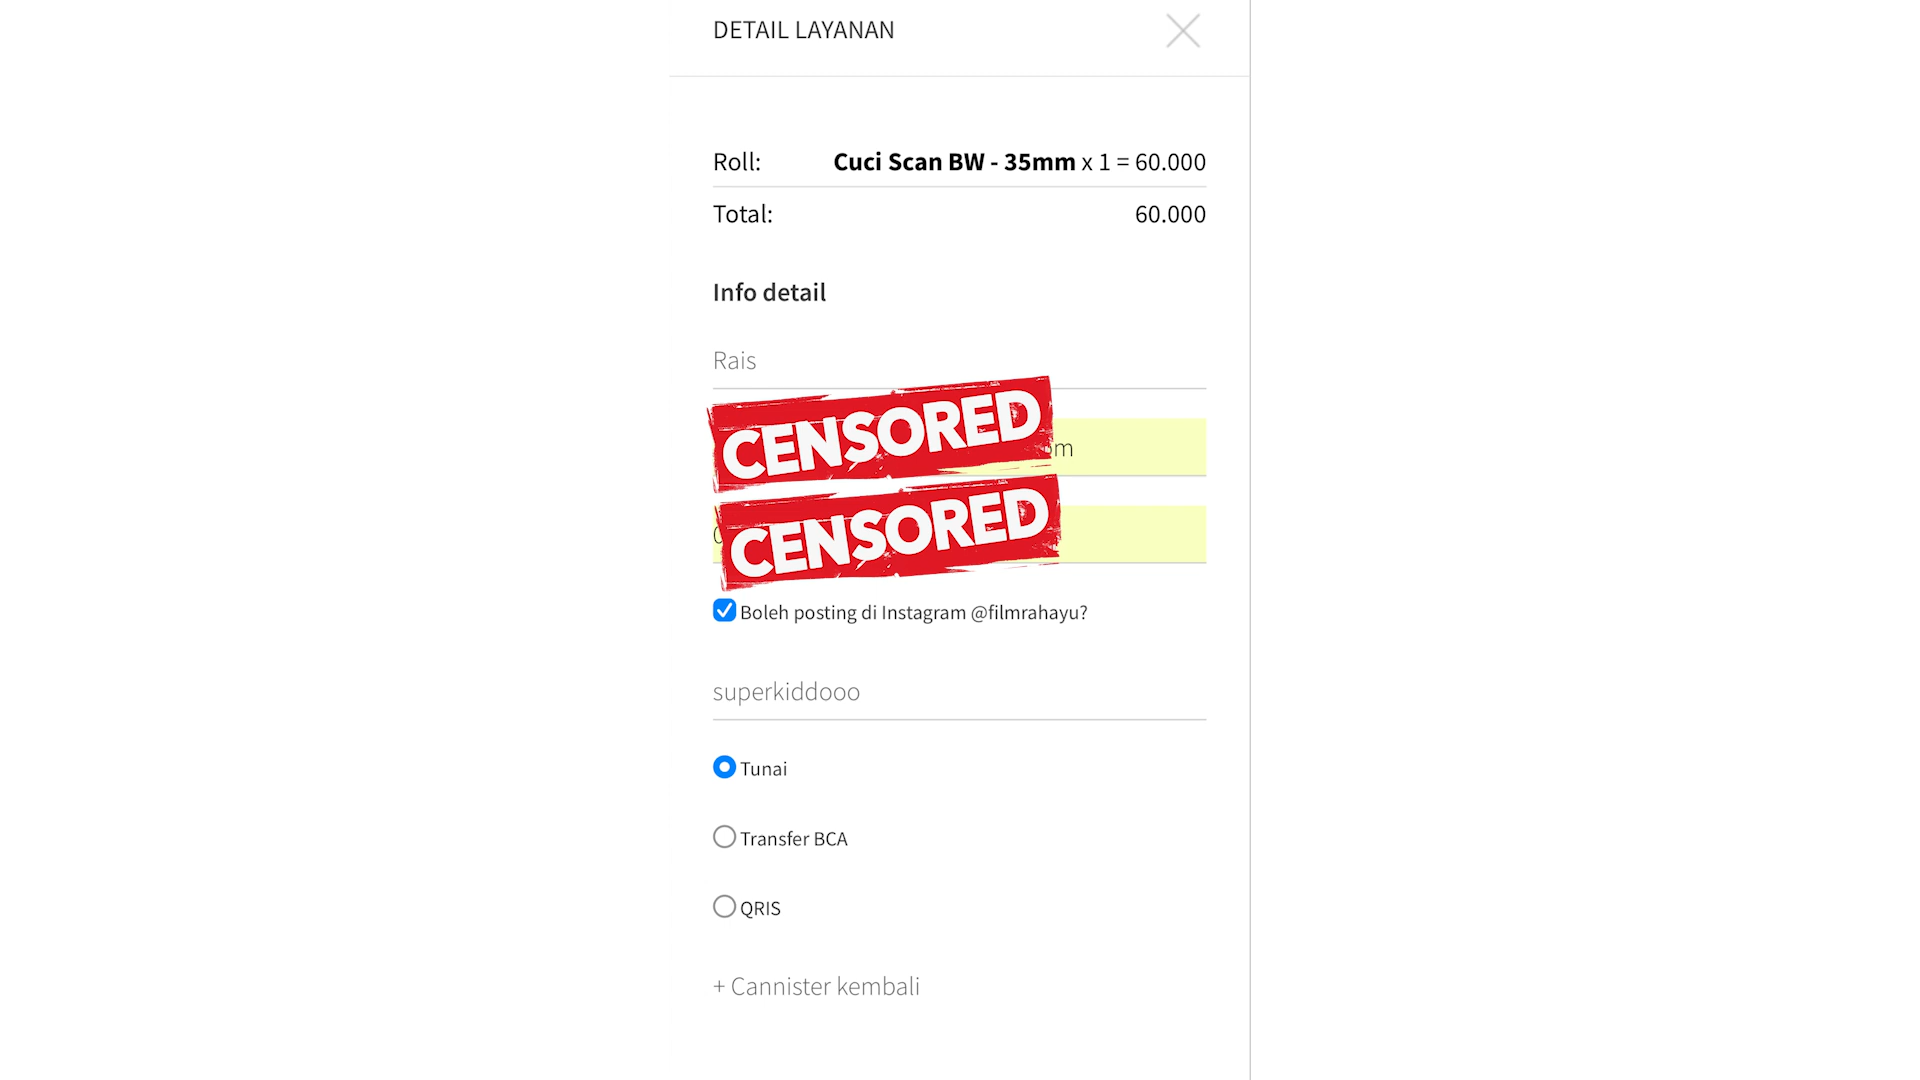 DETAIL LAYANAN
Roll: Cuci Scan BW - 35mm x 1 = 60.000
Total: 60.000
Info detail
Rais
CENSORED
CENSORED
Boleh posting di Instagram @filmrahayu?
superkiddooo
Tunai
Transfer BCA
QRIS
+ Cannister kembali